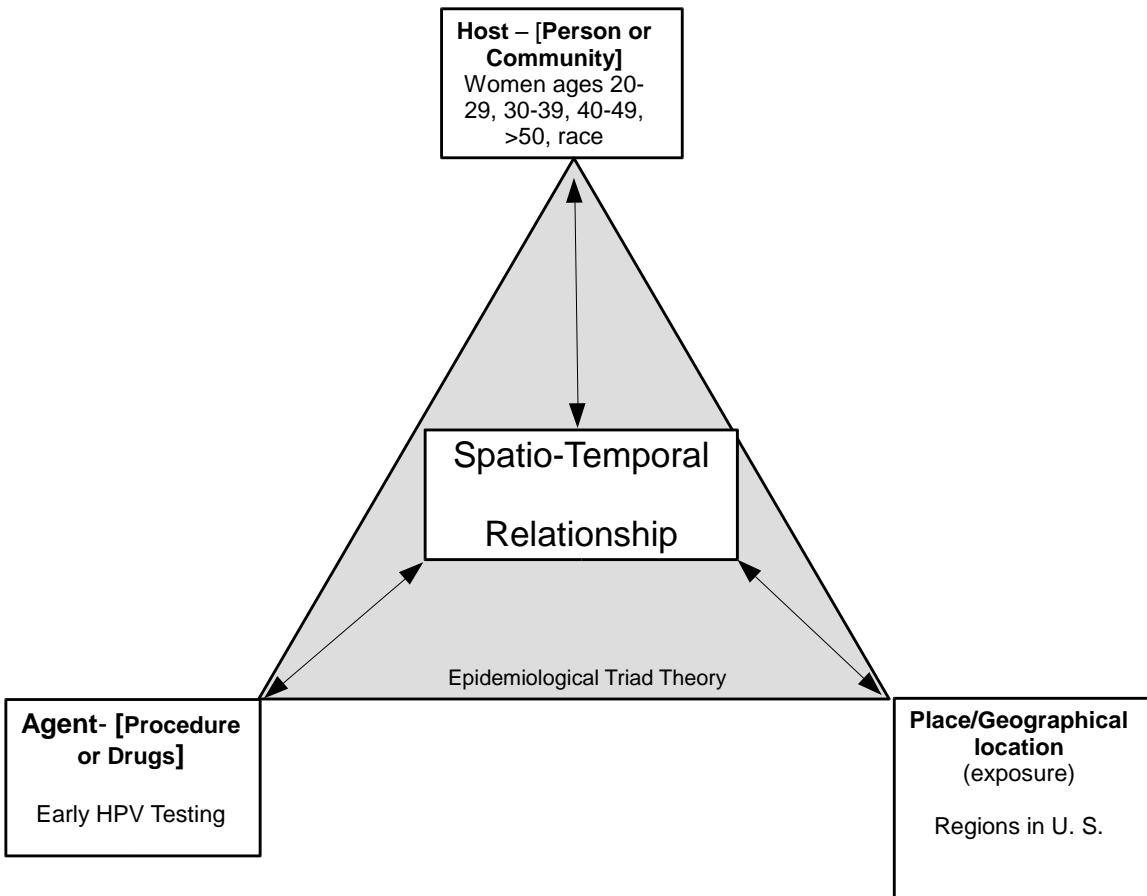 Host – [Person or
Community]
Women ages 20-
29, 30-39, 40-49,
>50, race
Spatio-Temporal
Relationship
Epidemiological Triad Theory
Agent- [Procedure
or Drugs]
Early HPV Testing
Place/Geographical
location
(exposure)
Regions in U. S.